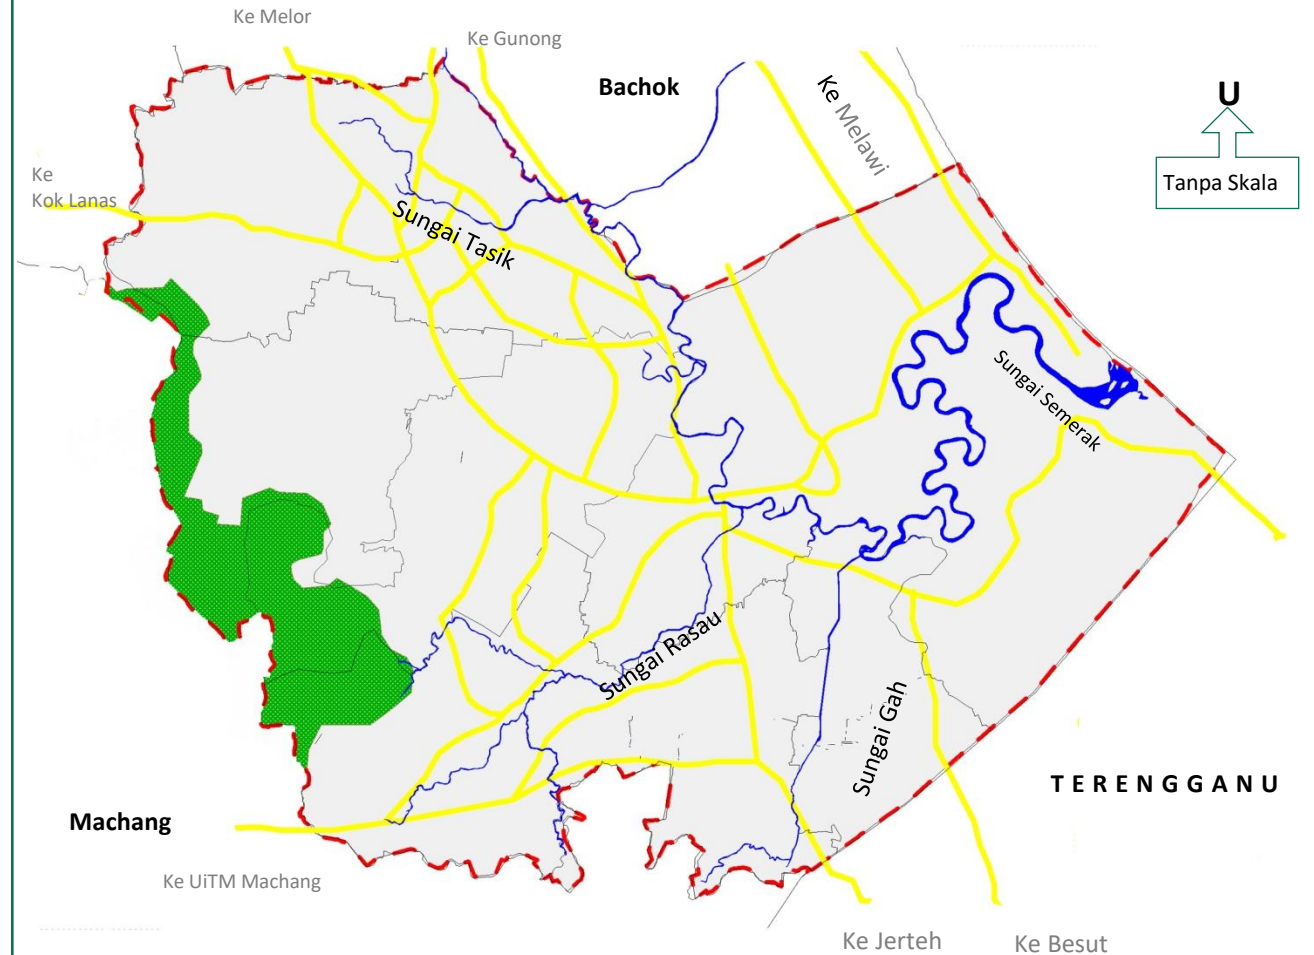 Ke Melor
Ke Gunong
Bachok
Ke Melawi
U
Tanpa Skala
Ke
Kok Lanas
Sungai Tasik
Sungai Semerak
Sungai Rasau
Sungai Gah
TERENGGANU
Machang
Ke UiTM Machang
Ke Jerteh
Ke Besut